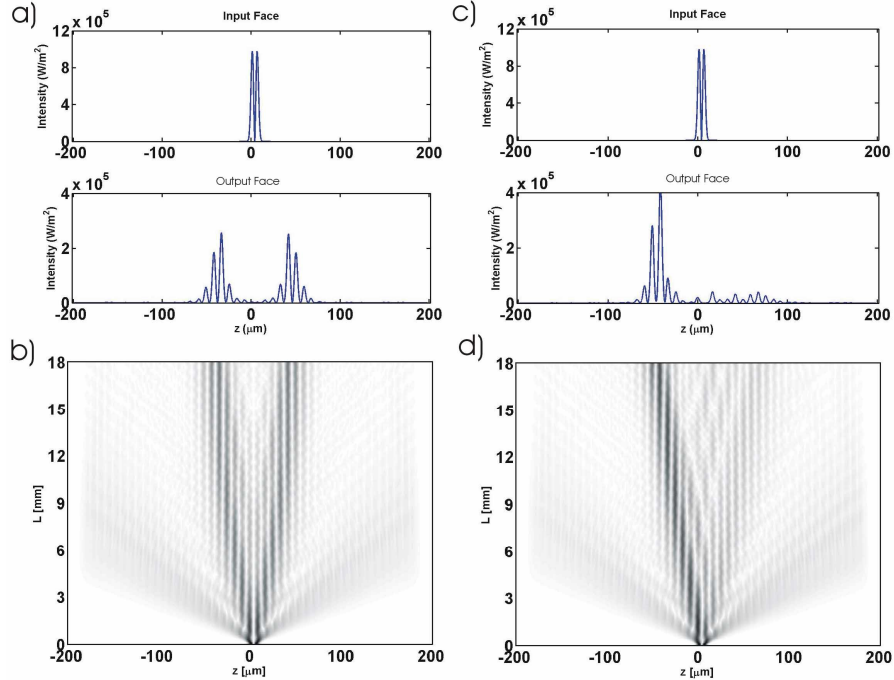 a)
Input Face
x 10^5
12
8
4
0
Intensity (W/m²)
-200 -100 0 100 200
Output Face
x 10^5
4
2
0
Intensity (W/m²)
-200 -100 0 100 200
z (μm)
b)
18
15
12
9
6
3
0
L [mm]
-200 -100 0 100 200
z [μm]
c)
Input Face
x 10^5
12
8
4
0
Intensity (W/m²)
-200 -100 0 100 200
Output Face
x 10^5
4
2
0
Intensity (W/m²)
-200 -100 0 100 200
z (μm)
d)
18
15
12
9
6
3
0
L [mm]
-200 -100 0 100 200
z [μm]